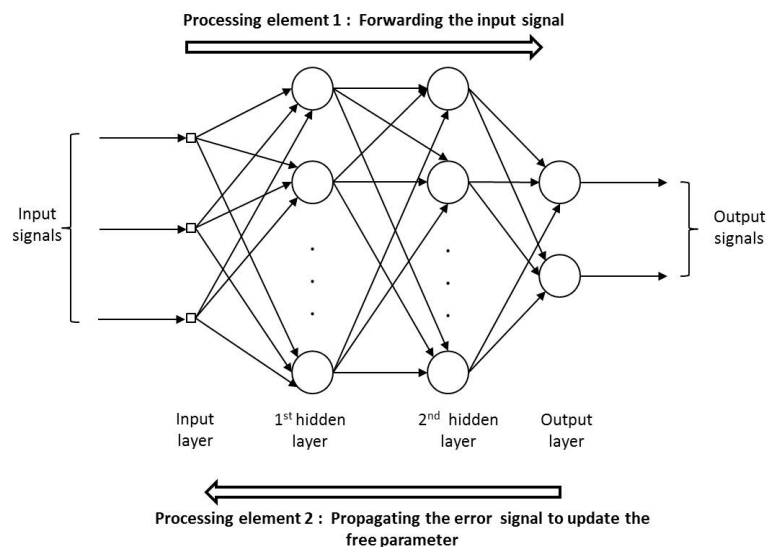 Processing element 1 : Forwarding the input signal
Input
signals
Output
signals
Input
layer
1st hidden
layer
2nd hidden
layer
Output
layer
Processing element 2 : Propagating the error signal to update the
free parameter